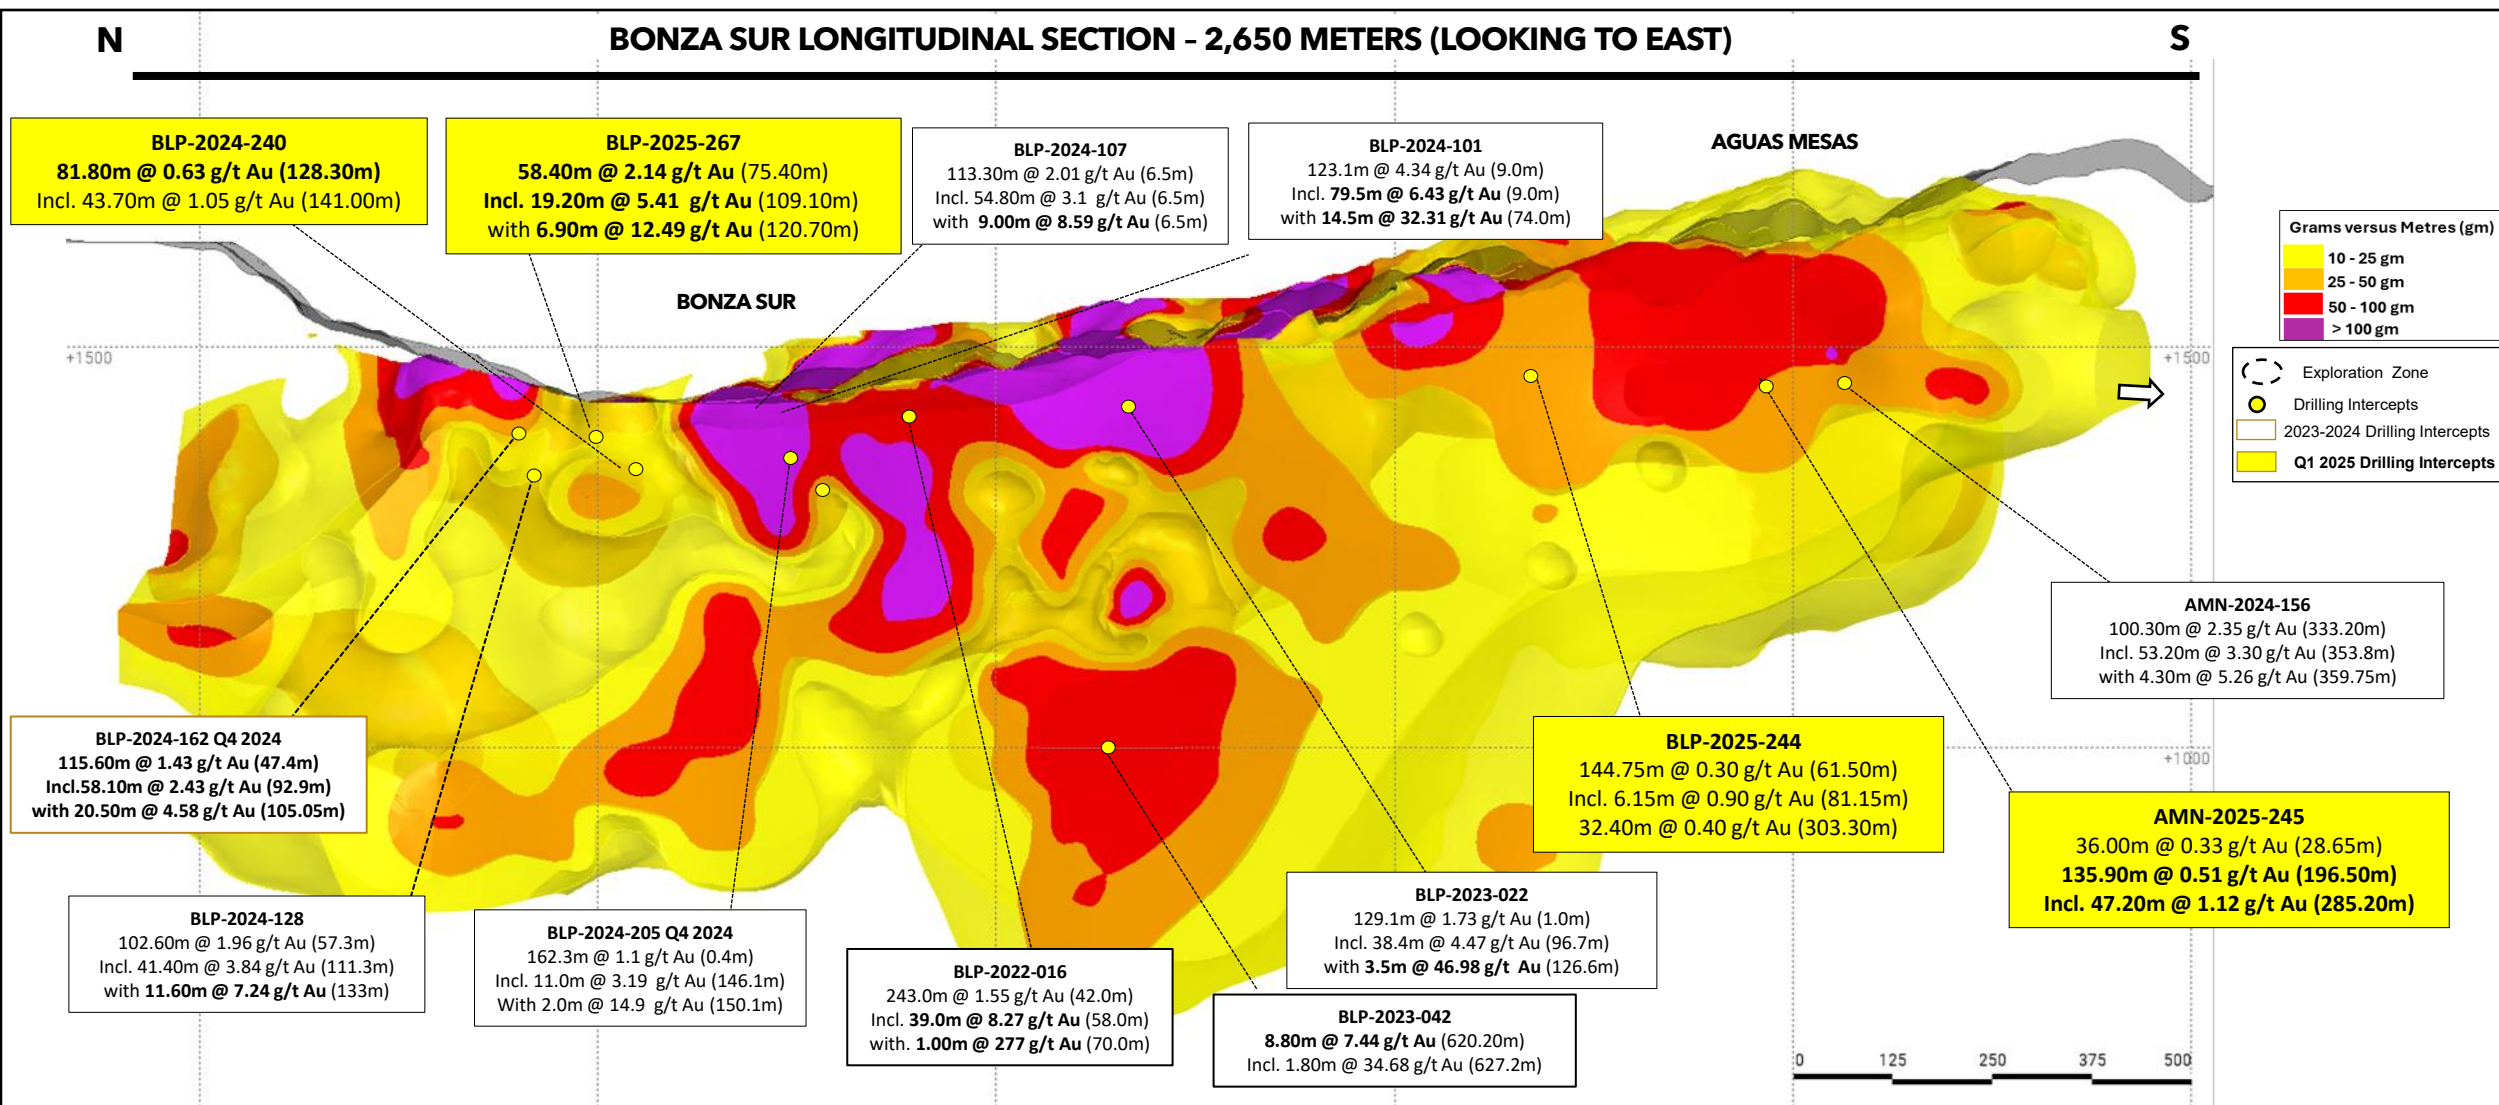 N
BONZA SUR LONGITUDINAL SECTION – 2,650 METERS (LOOKING TO EAST)
S
BLP-2024-240
81.80m @ 0.63 g/t Au (128.30m)
Incl. 43.70m @ 1.05 g/t Au (141.00m)
BLP-2025-267
58.40m @ 2.14 g/t Au (75.40m)
Incl. 19.20m @ 5.41 g/t Au (109.10m)
with 6.90m @ 12.49 g/t Au (120.70m)
BLP-2024-107
113.30m @ 2.01 g/t Au (6.5m)
Incl. 54.80m @ 3.1 g/t Au (6.5m)
with 9.00m @ 8.59 g/t Au (6.5m)
BLP-2024-101
123.1m @ 4.34 g/t Au (9.0m)
Incl. 79.5m @ 6.43 g/t Au (9.0m)
with 14.5m @ 32.31 g/t Au (74.0m)
AGUAS MESAS
BONZA SUR
Grams versus Metres (gm)
10 - 25 gm
25 - 50 gm
50 - 100 gm
> 100 gm
+1500
+1500
Exploration Zone
Drilling Intercepts
2023-2024 Drilling Intercepts
Q1 2025 Drilling Intercepts
AMN-2024-156
100.30m @ 2.35 g/t Au (333.20m)
Incl. 53.20m @ 3.30 g/t Au (353.8m)
with 4.30m @ 5.26 g/t Au (359.75m)
BLP-2024-162 Q4 2024
115.60m @ 1.43 g/t Au (47.4m)
Incl.58.10m @ 2.43 g/t Au (92.9m)
with 20.50m @ 4.58 g/t Au (105.05m)
BLP-2025-244
144.75m @ 0.30 g/t Au (61.50m)
Incl. 6.15m @ 0.90 g/t Au (81.15m)
32.40m @ 0.40 g/t Au (303.30m)
+1000
AMN-2025-245
36.00m @ 0.33 g/t Au (28.65m)
135.90m @ 0.51 g/t Au (196.50m)
Incl. 47.20m @ 1.12 g/t Au (285.20m)
BLP-2024-128
102.60m @ 1.96 g/t Au (57.3m)
Incl. 41.40m @ 3.84 g/t Au (111.3m)
with 11.60m @ 7.24 g/t Au (133m)
BLP-2024-205 Q4 2024
162.3m @ 1.1 g/t Au (0.4m)
Incl. 11.0m @ 3.19 g/t Au (146.1m)
With 2.0m @ 14.9 g/t Au (150.1m)
BLP-2022-016
243.0m @ 1.55 g/t Au (42.0m)
Incl. 39.0m @ 8.27 g/t Au (58.0m)
with. 1.00m @ 277 g/t Au (70.0m)
BLP-2023-022
129.1m @ 1.73 g/t Au (1.0m)
Incl. 38.4m @ 4.47 g/t Au (96.7m)
with 3.5m @ 46.98 g/t Au (126.6m)
BLP-2023-042
8.80m @ 7.44 g/t Au (620.20m)
Incl. 1.80m @ 34.68 g/t Au (627.2m)
0 125 250 375 500